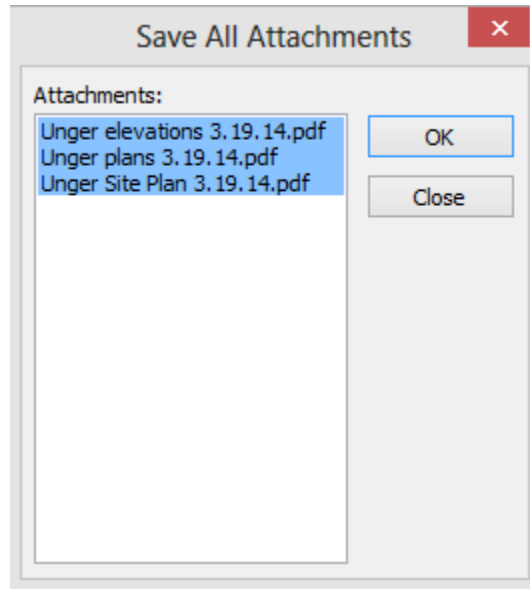 Save All Attachments
Attachments:
Unger elevations 3.19.14.pdf
Unger plans 3.19.14.pdf
Unger Site Plan 3.19.14.pdf
OK
Close